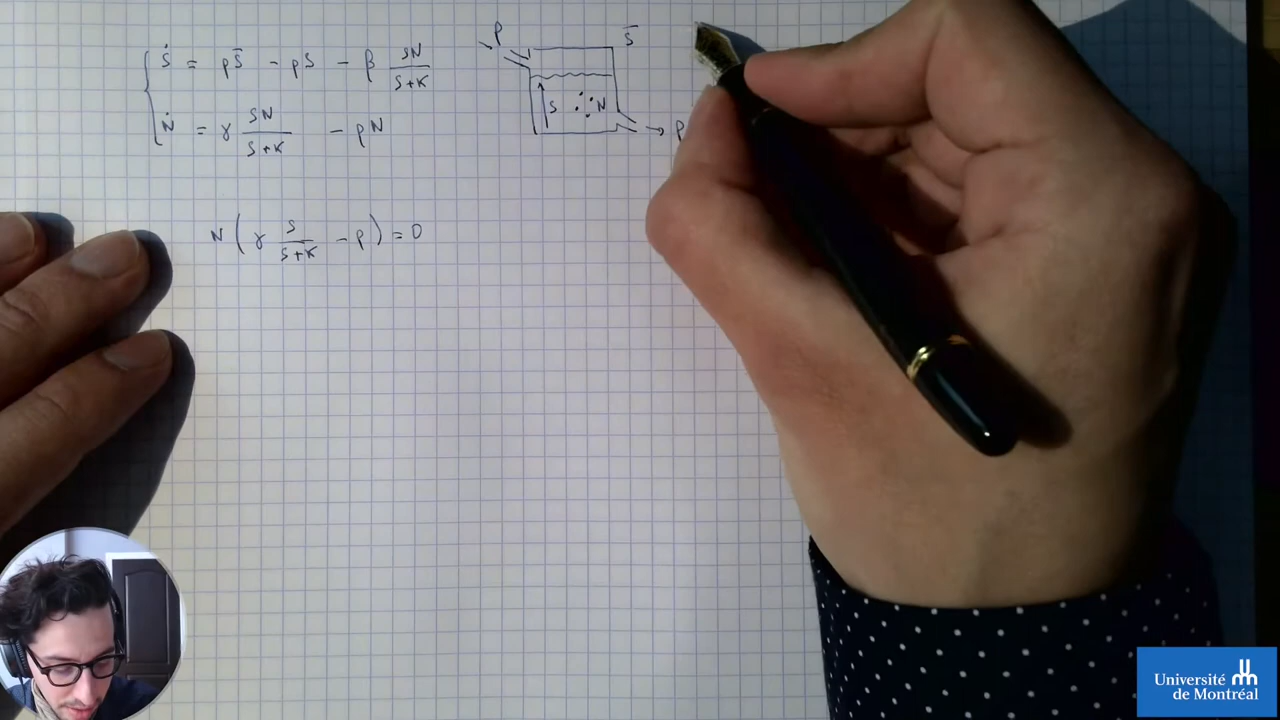 Ṡ = ρS̄ - ρS - β SN/(S+K)
Ṅ = γ SN/(S+K) - ρN
N(γ S/(S+K) - ρ) = 0
ρ
S̄
S
N
→ ρ
Université
de Montréal